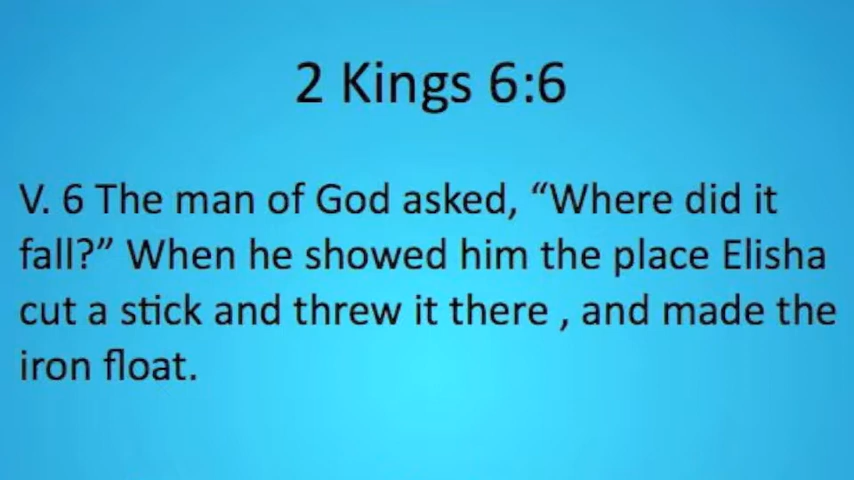 2 Kings 6:6
V. 6 The man of God asked, “Where did it
fall?” When he showed him the place Elisha
cut a stick and threw it there , and made the
iron float.